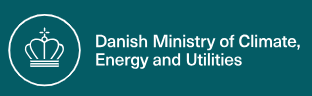 Danish Ministry of Climate,
Energy and Utilities